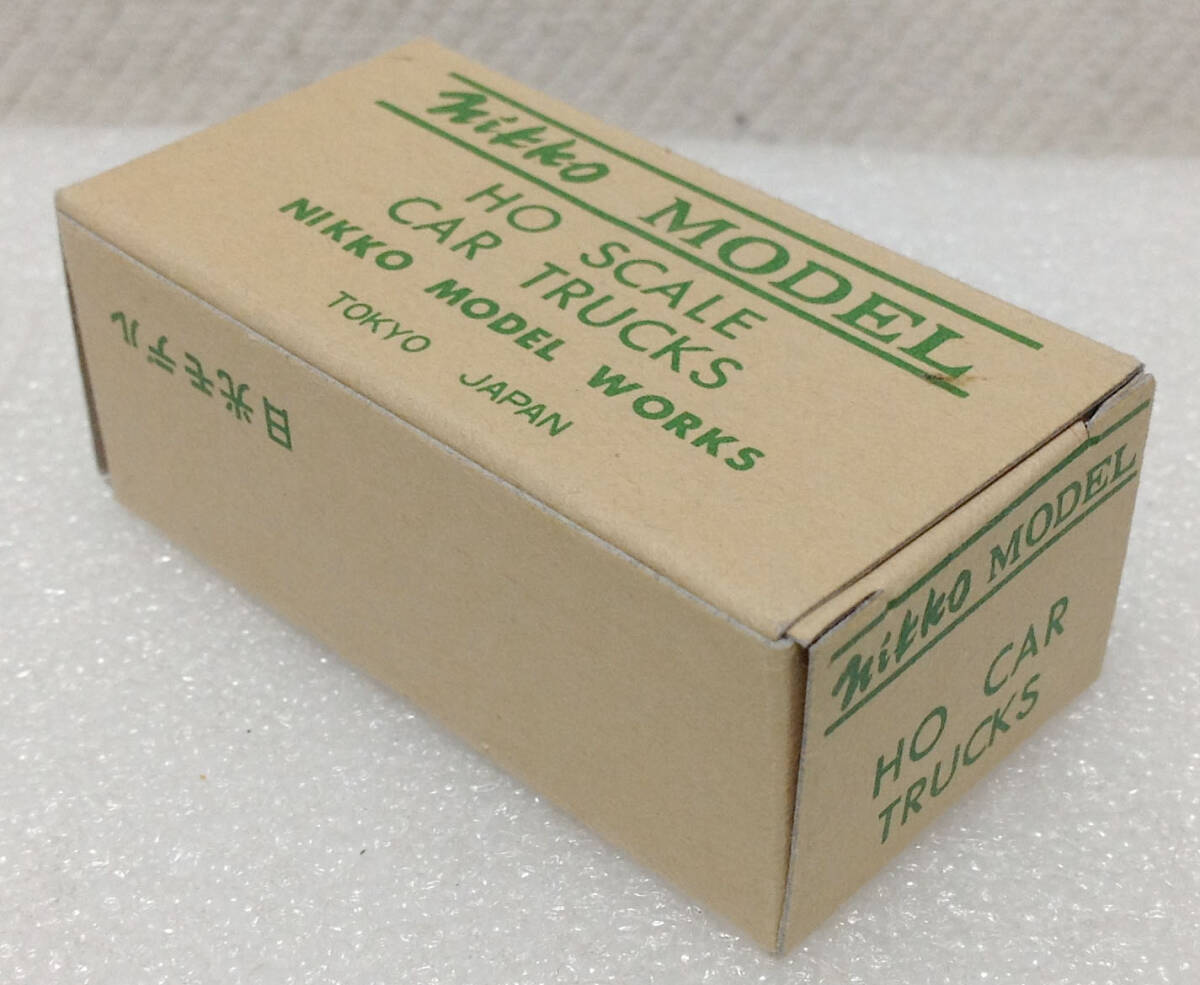 Nikko MODEL
HO SCALE
CAR TRUCKS
NIKKO MODEL WORKS
TOKYO JAPAN
日光モデル
Nikko MODEL
HO CAR
TRUCKS